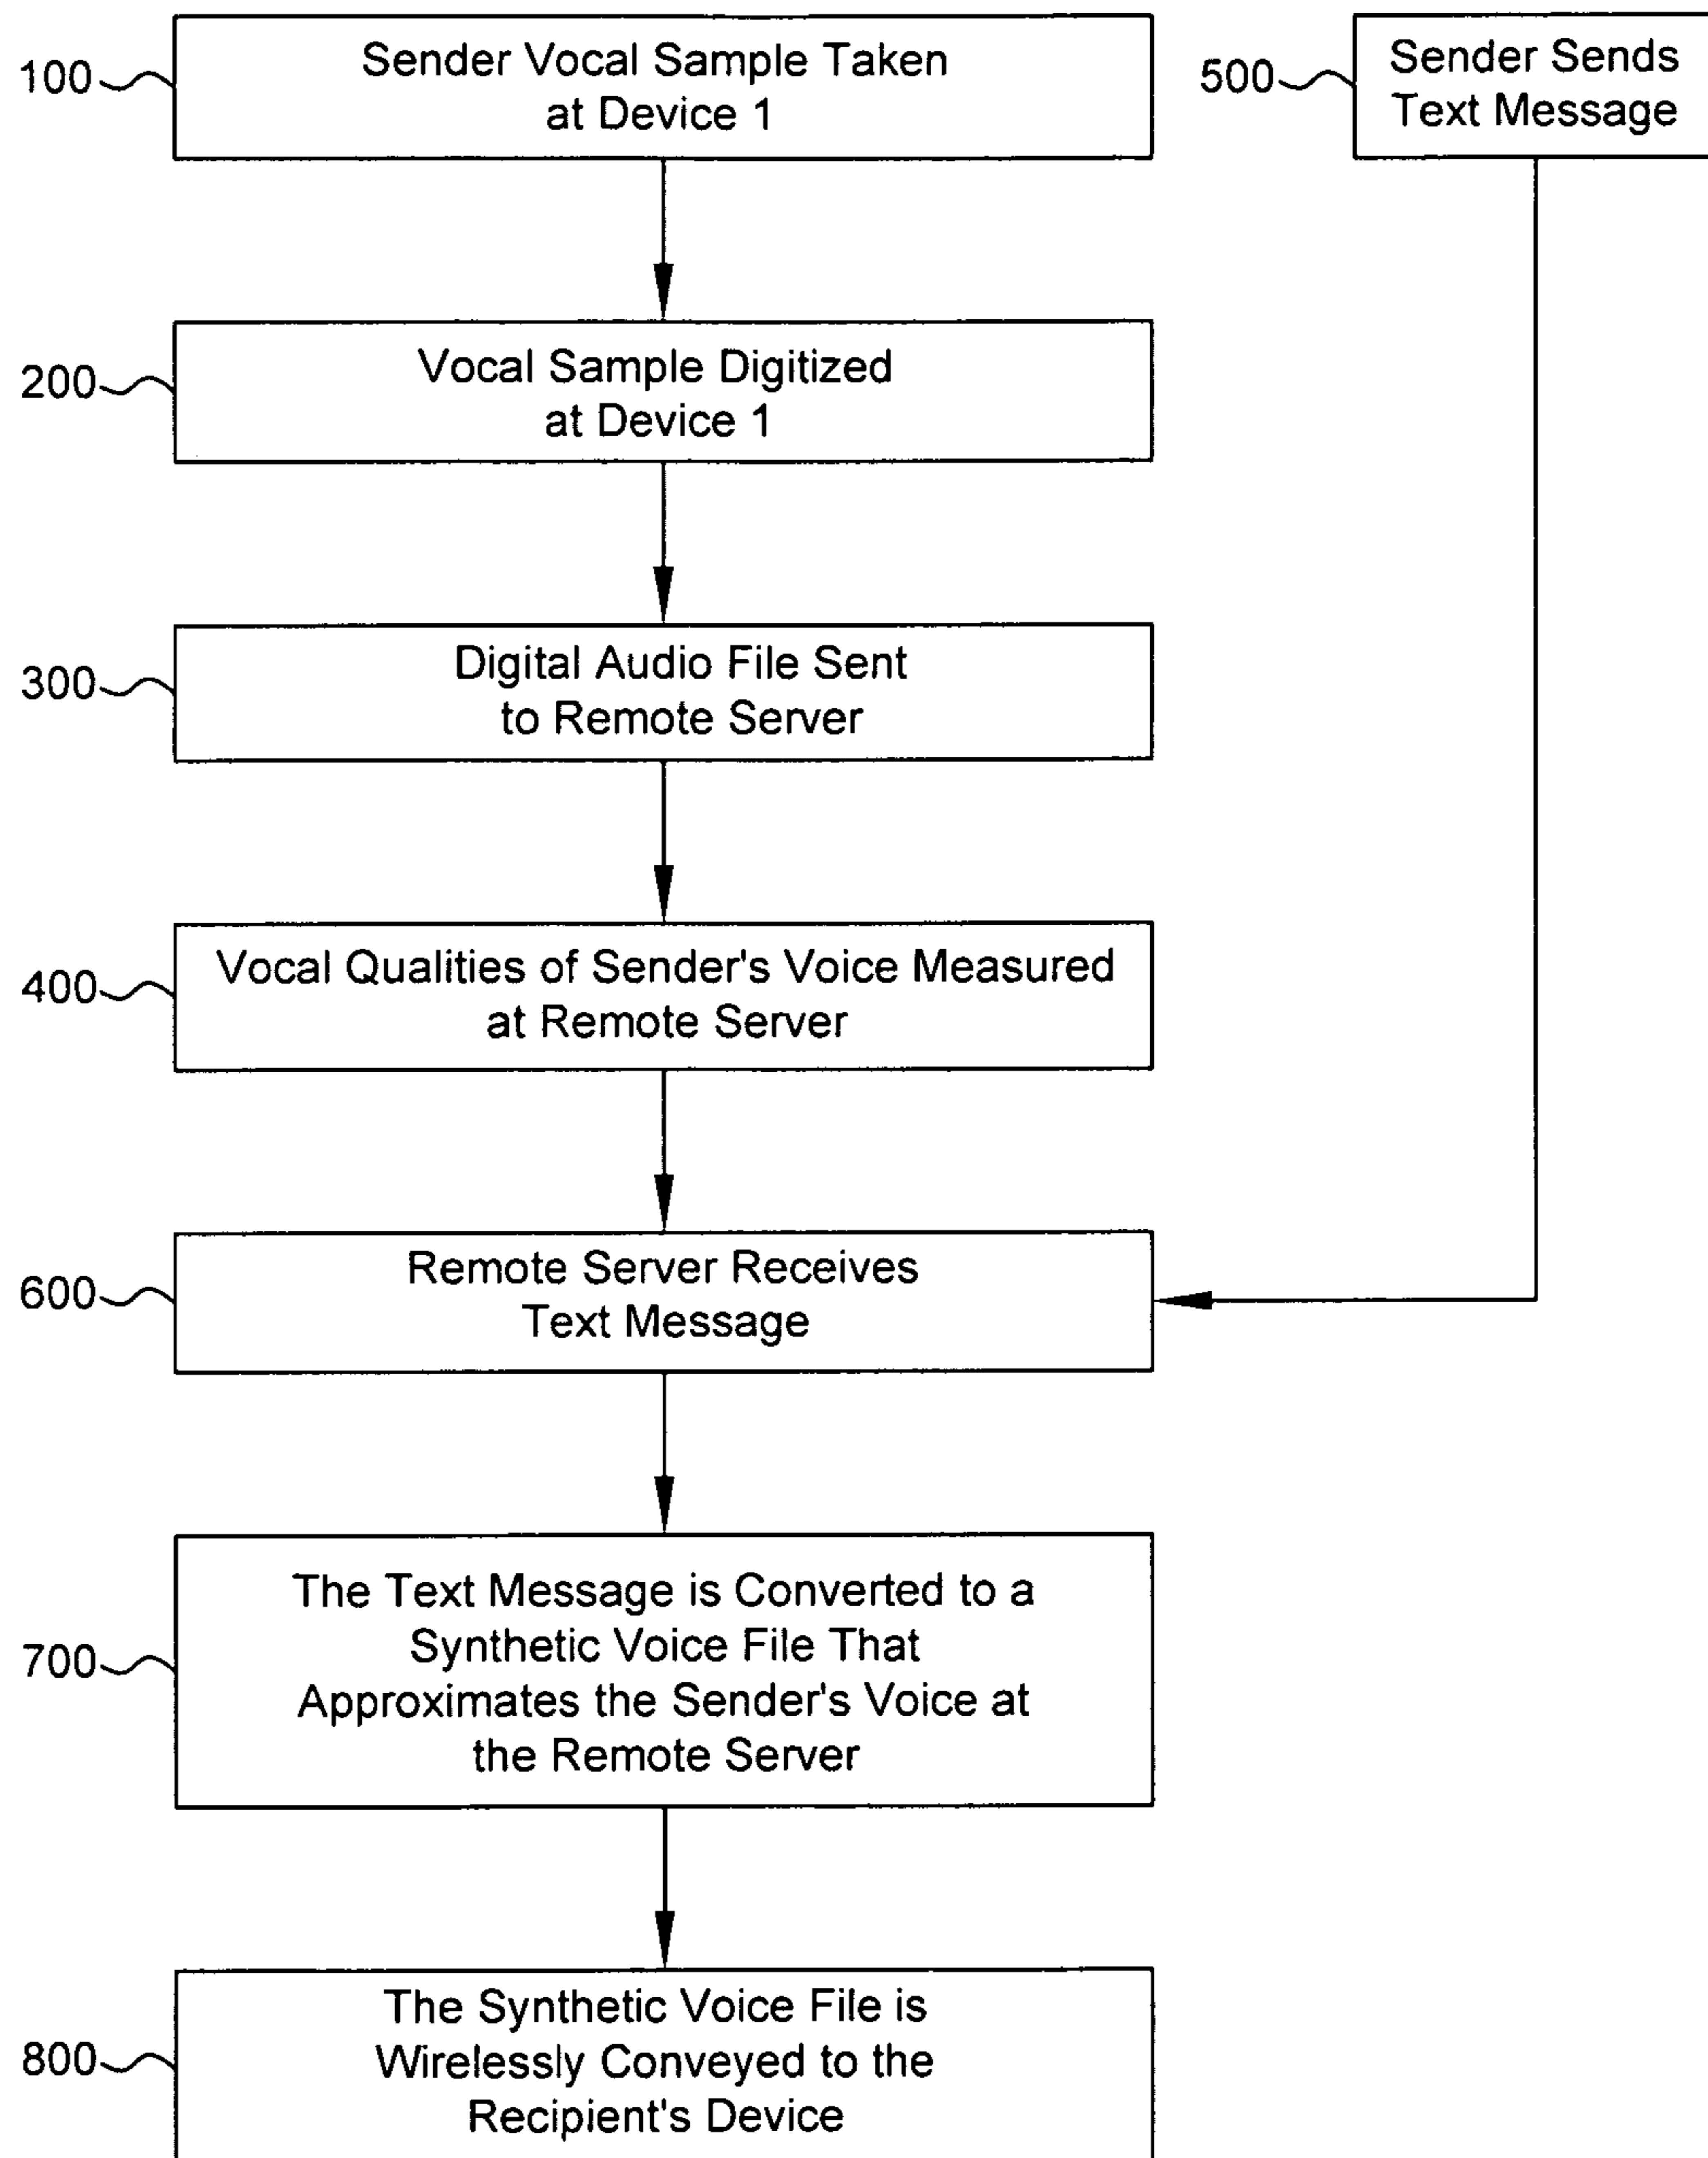 100
Sender Vocal Sample Taken
at Device 1
500
Sender Sends
Text Message
200
Vocal Sample Digitized
at Device 1
300
Digital Audio File Sent
to Remote Server
400
Vocal Qualities of Sender's Voice Measured
at Remote Server
600
Remote Server Receives
Text Message
700
The Text Message is Converted to a
Synthetic Voice File That
Approximates the Sender's Voice at
the Remote Server
800
The Synthetic Voice File is
Wirelessly Conveyed to the
Recipient's Device